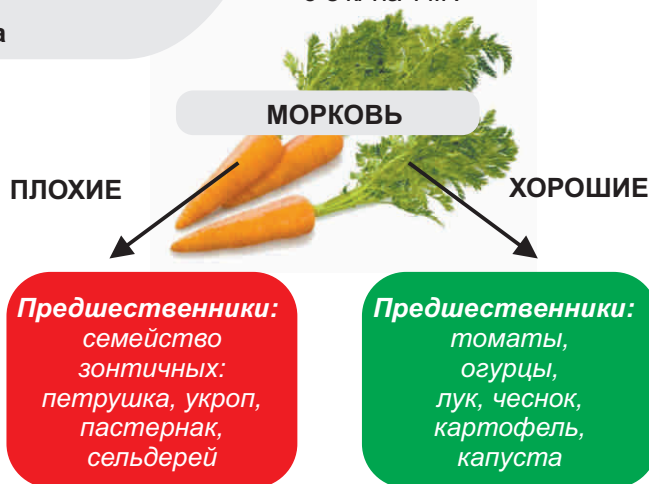 а
МОРКОВЬ
ПЛОХИЕ
ХОРОШИЕ
Предшественники:
семейство
зонтичных:
петрушка, укроп,
пастернак,
сельдерей
Предшественники:
томаты,
огурцы,
лук, чеснок,
картофель,
капуста